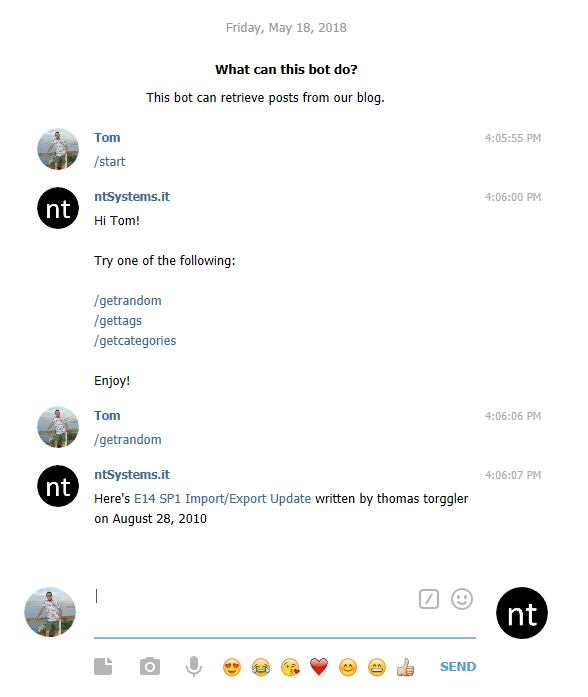 Friday, May 18, 2018
What can this bot do?
This bot can retrieve posts from our blog.
Tom 4:05:55 PM
/start
nt
ntSystems.it 4:06:00 PM
Hi Tom!
Try one of the following:
/getrandom
/gettags
/getcategories
Enjoy!
Tom 4:06:06 PM
/getrandom
nt
ntSystems.it 4:06:07 PM
Here's E14 SP1 Import/Export Update written by thomas torggler
on August 28, 2010
nt
SEND